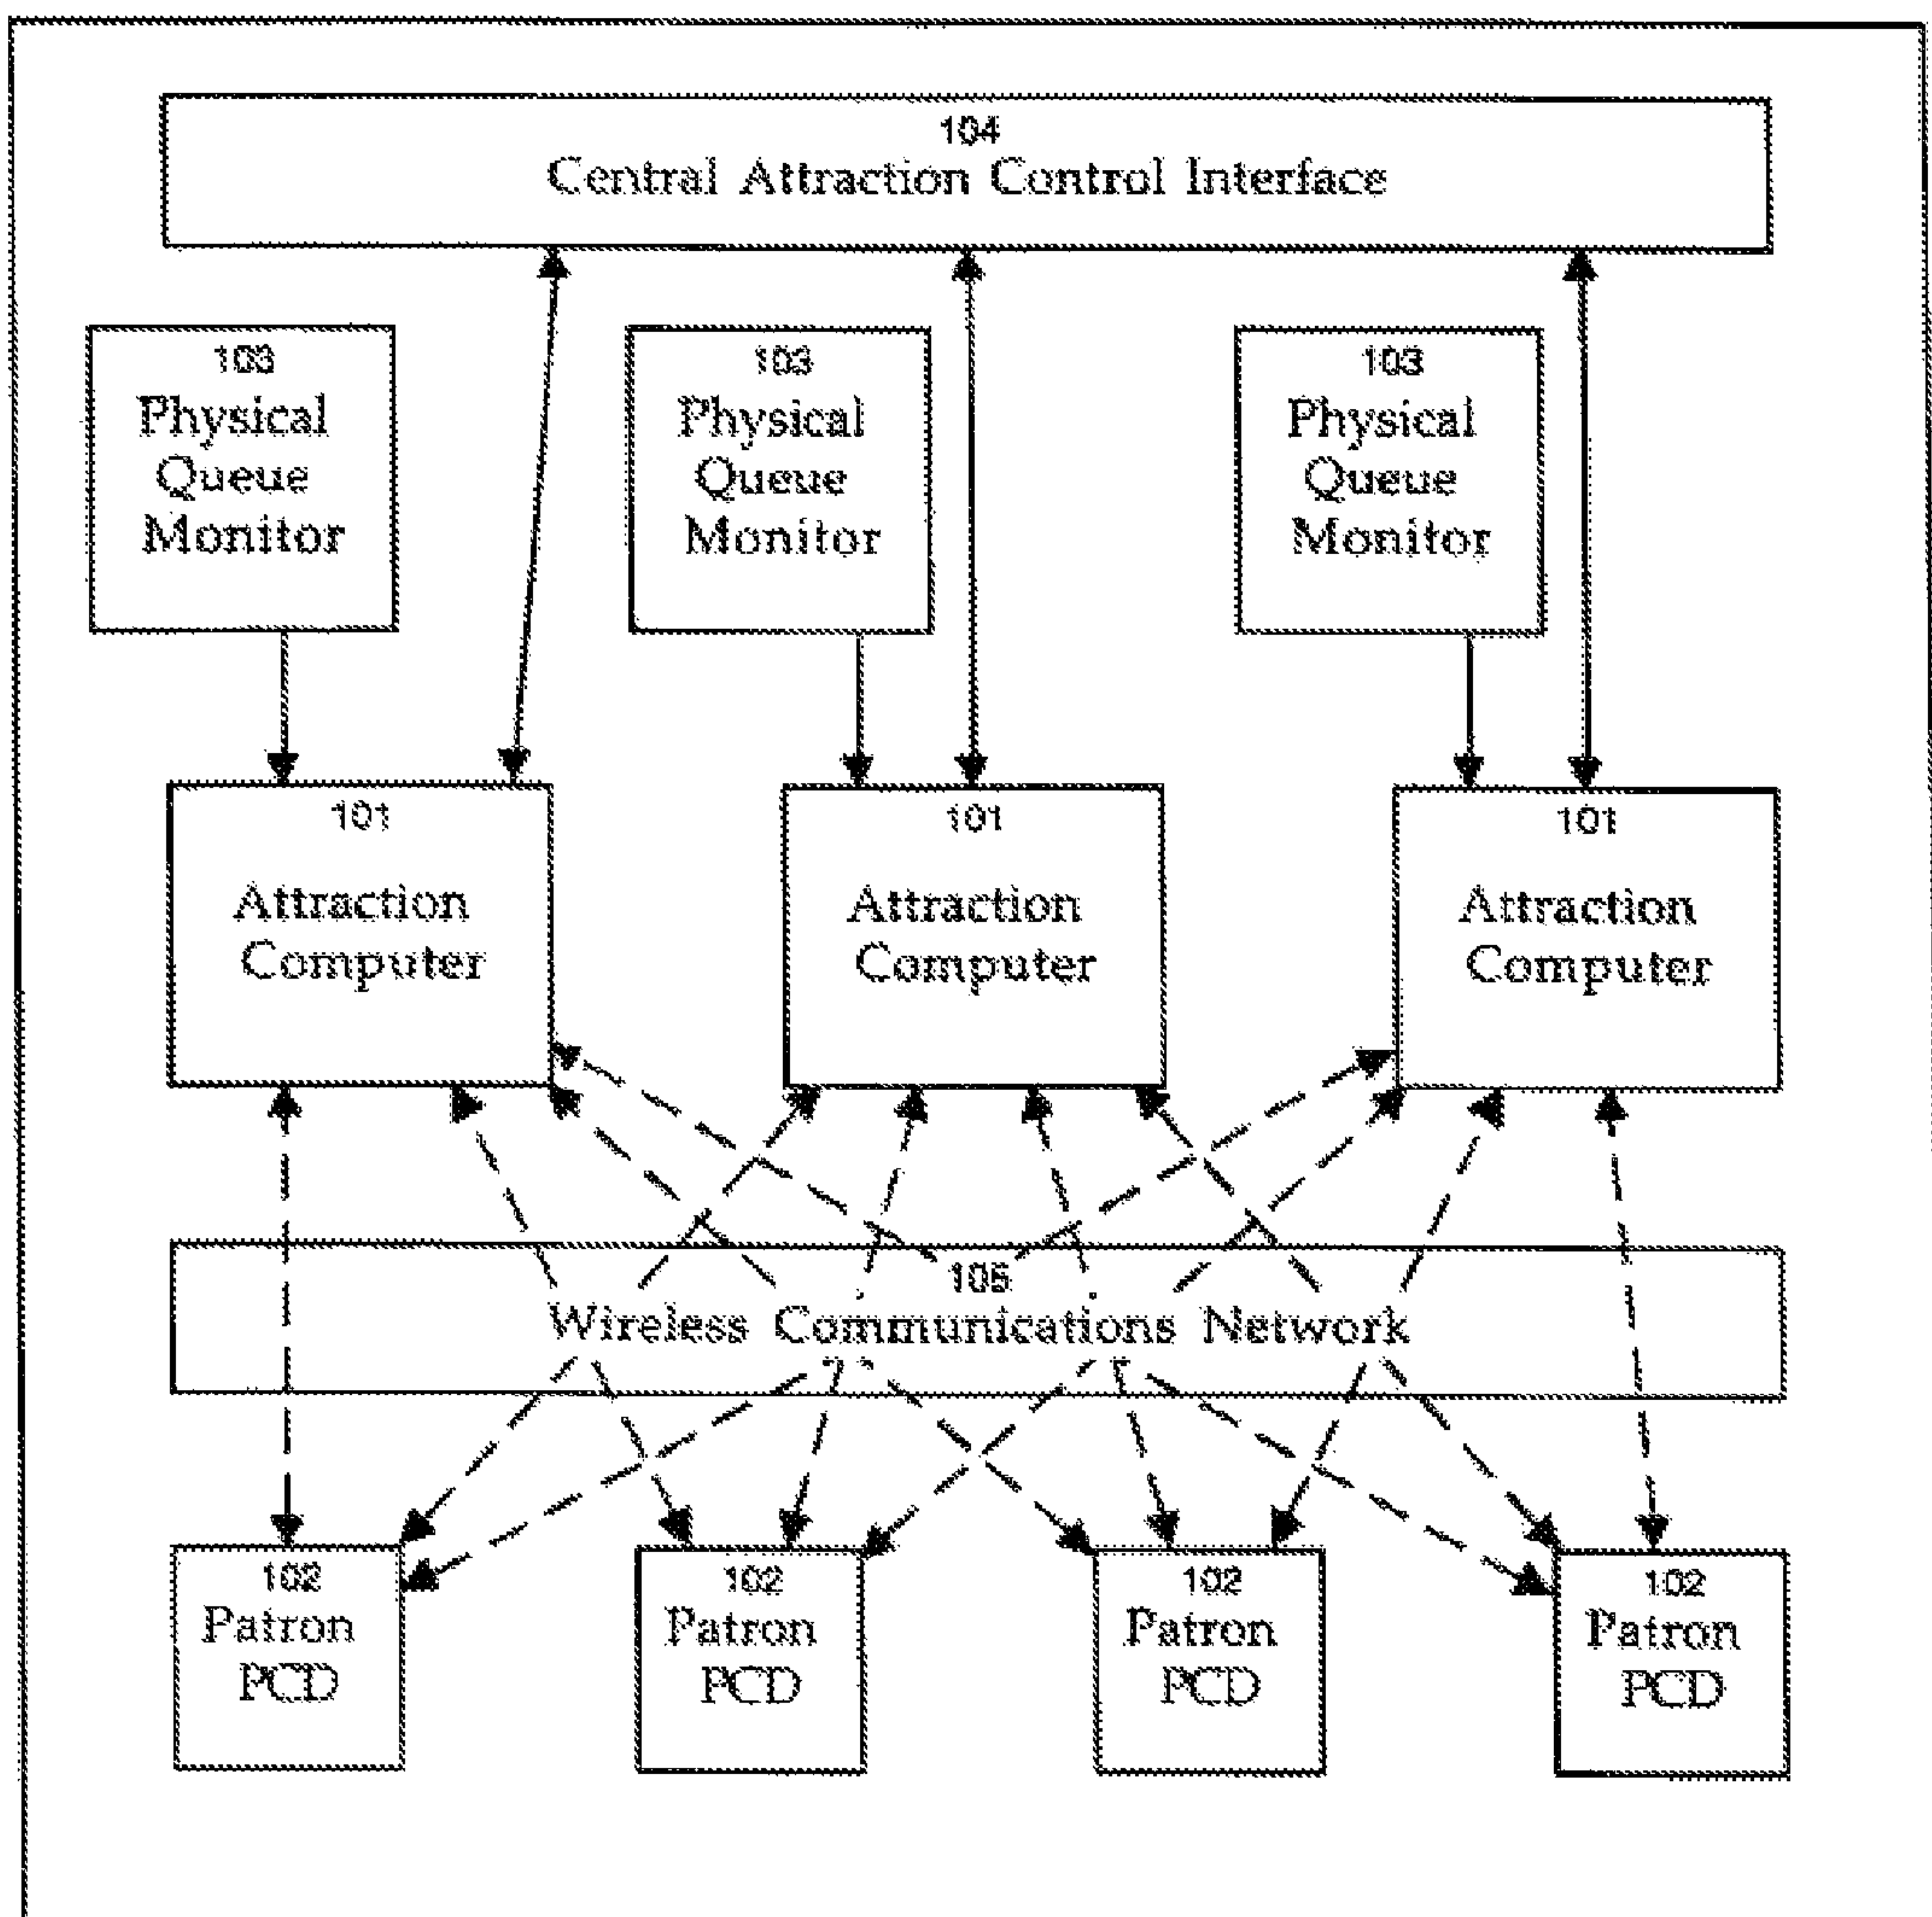 104
Central Attraction Control Interface
103
Physical
Queue
Monitor
103
Physical
Queue
Monitor
103
Physical
Queue
Monitor
101
Attraction
Computer
101
Attraction
Computer
101
Attraction
Computer
105
Wireless Communications Network
102
Patron
PCD
102
Patron
PCD
102
Patron
PCD
102
Patron
PCD